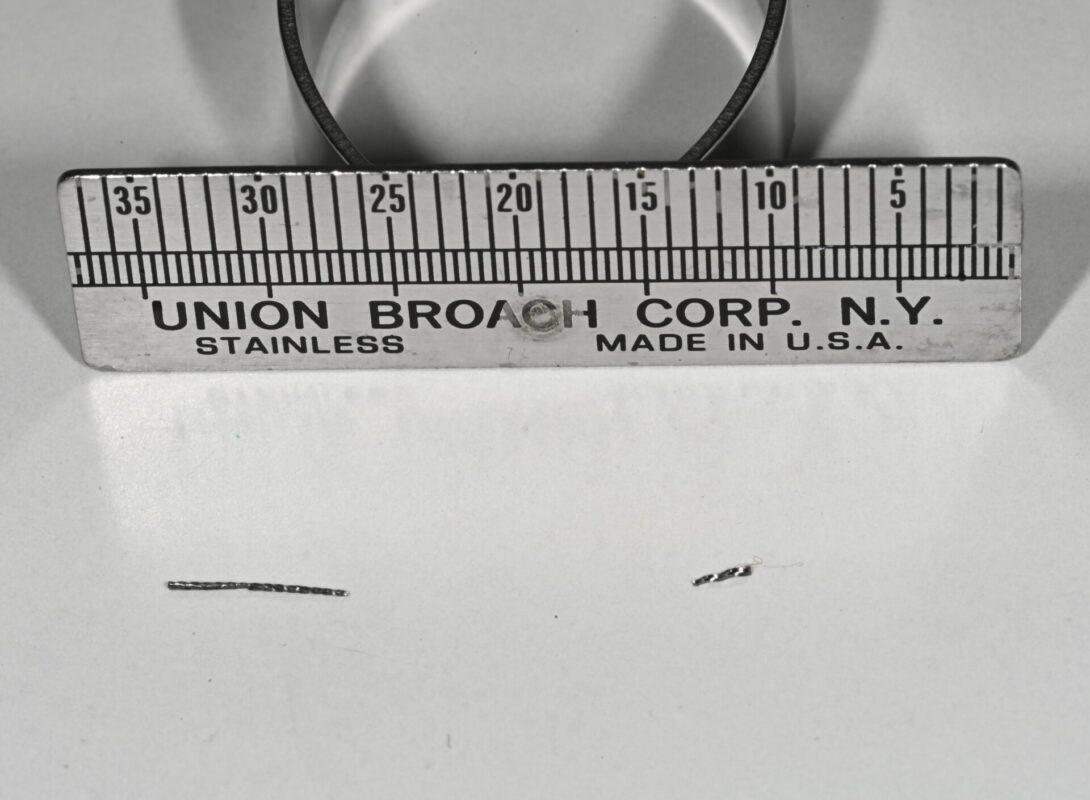 35 30 25 20 15 10 5
UNION BROACH CORP. N.Y.
STAINLESS MADE IN U.S.A.